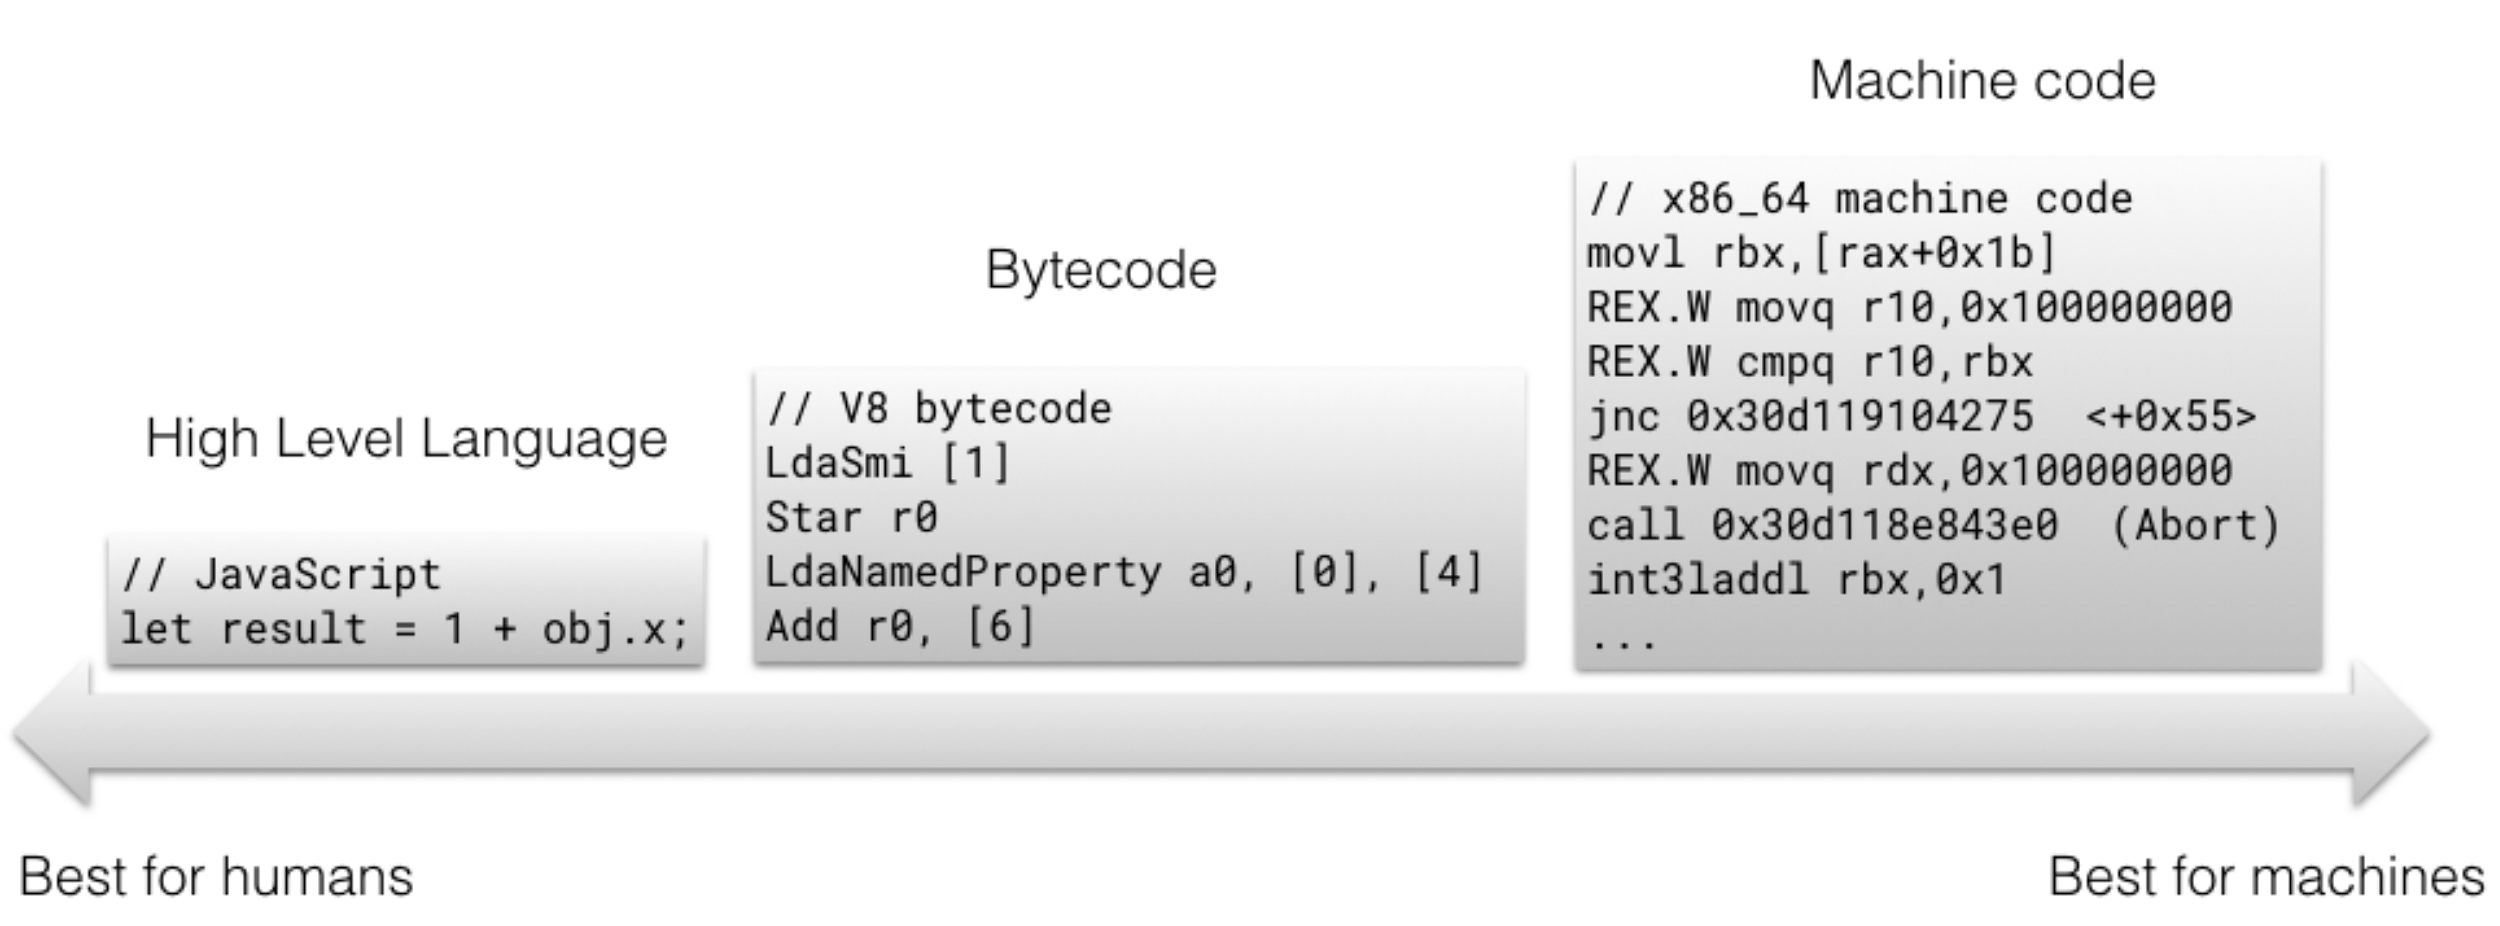 High Level Language
// JavaScript
let result = 1 + obj.x;
Bytecode
// V8 bytecode
LdaSmi [1]
Star r0
LdaNamedProperty a0, [0], [4]
Add r0, [6]
Machine code
// x86_64 machine code
movl rbx,[rax+0x1b]
REX.W movq r10,0x100000000
REX.W cmpq r10,rbx
jnc 0x30d119104275  <+0x55>
REX.W movq rdx,0x100000000
call 0x30d118e843e0  (Abort)
int3laddl rbx,0x1
...
Best for humans
Best for machines